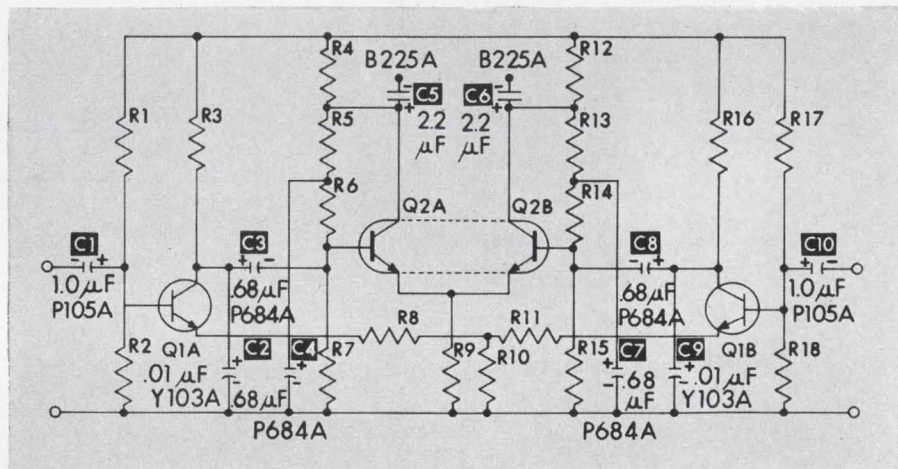 R4
B225A
B225A
R12
C5
C6
R1
R3
R5
2.2
μF
2.2
μF
R13
R16
R17
R6
R14
Q2A
Q2B
C1
C3
C8
C10
1.0μF
P105A
.68μF
P684A
.68μF
P684A
1.0μF
P105A
R2
Q1A
C2
C4
R7
R8
R9
R10
R11
R15
C7
C9
Q1B
R18
.01 μF
Y103A
.68μF
.68
μF
.01μF
Y103A
P684A
P684A